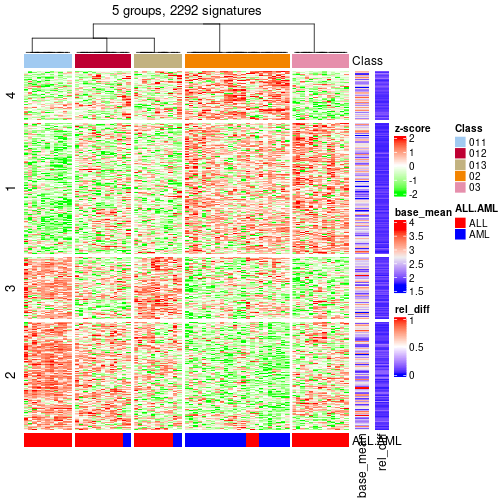 5 groups, 2292 signatures
Class
4
1
3
2
z-score
2
1
0
-1
-2
base_mean
4
3.5
3
2.5
2
1.5
rel_diff
1
0.5
0
Class
011
012
013
02
03
ALL.AML
ALL
AML
ALL.AML
base_mean
rel_diff